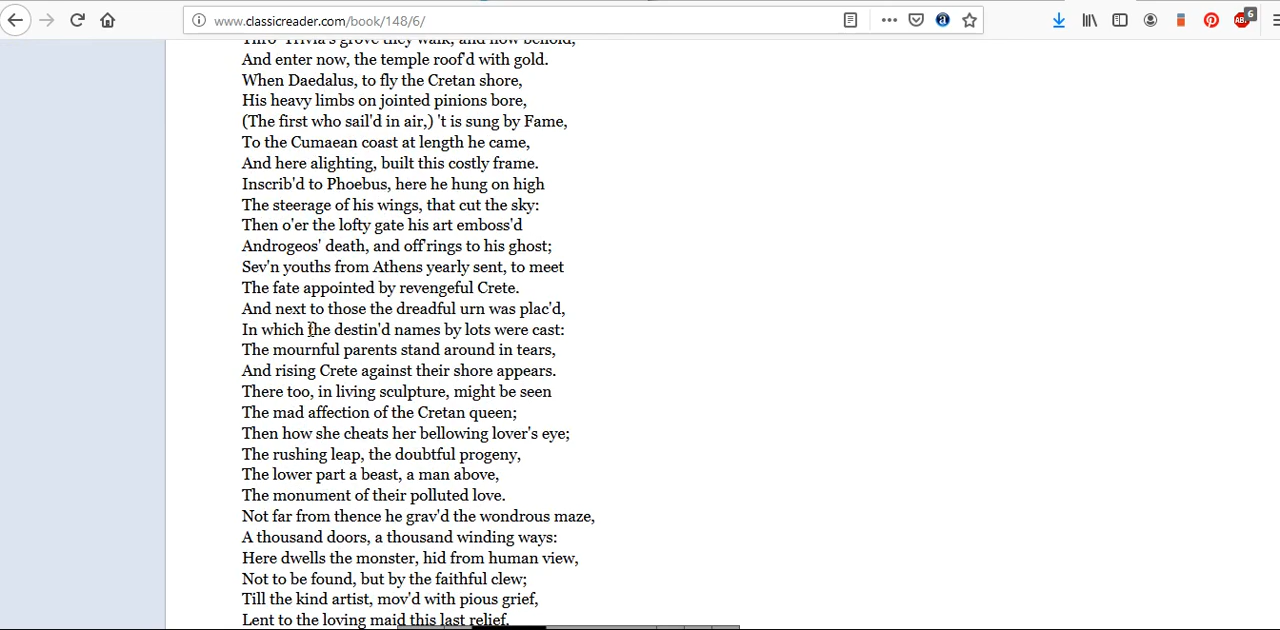 www.classicreader.com/book/148/6/
6
Thro' Trivia's grove they walk; and now behold,
And enter now, the temple roof'd with gold.
When Daedalus, to fly the Cretan shore,
His heavy limbs on jointed pinions bore,
(The first who sail'd in air,) 't is sung by Fame,
To the Cumaean coast at length he came,
And here alighting, built this costly frame.
Inscrib'd to Phoebus, here he hung on high
The steerage of his wings, that cut the sky:
Then o'er the lofty gate his art emboss'd
Androgeos' death, and off'rings to his ghost;
Sev'n youths from Athens yearly sent, to meet
The fate appointed by revengeful Crete.
And next to those the dreadful urn was plac'd,
In which the destin'd names by lots were cast:
The mournful parents stand around in tears,
And rising Crete against their shore appears.
There too, in living sculpture, might be seen
The mad affection of the Cretan queen;
Then how she cheats her bellowing lover's eye;
The rushing leap, the doubtful progeny,
The lower part a beast, a man above,
The monument of their polluted love.
Not far from thence he grav'd the wondrous maze,
A thousand doors, a thousand winding ways:
Here dwells the monster, hid from human view,
Not to be found, but by the faithful clew;
Till the kind artist, mov'd with pious grief,
Lent to the loving maid this last relief,